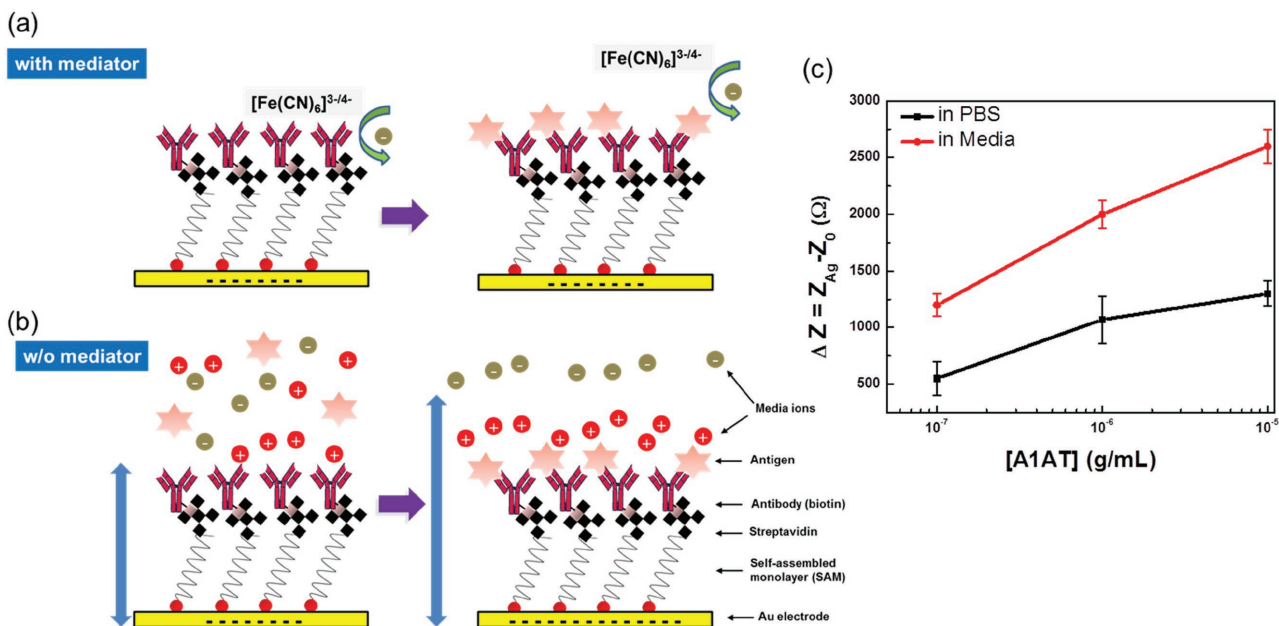 (a)
with mediator
[Fe(CN)₆]³⁻/⁴⁻
[Fe(CN)₆]³⁻/⁴⁻
-
-
- - - - - - - -
(b)
w/o mediator
+ + - + - - + - + + + + -
- - - - - - - -
- - - - - - - -
+ + + + + + + + + +
- - - - - - - - - - - -
Media ions
Antigen
Antibody (biotin)
Streptavidin
Self-assembled
monolayer (SAM)
Au electrode
(c)
in PBS
in Media
3000
2500
2000
1500
1000
500
Δ Z = Z_Ag-Z₀ (Ω)
10⁻⁷
10⁻⁶
10⁻⁵
[A1AT] (g/mL)